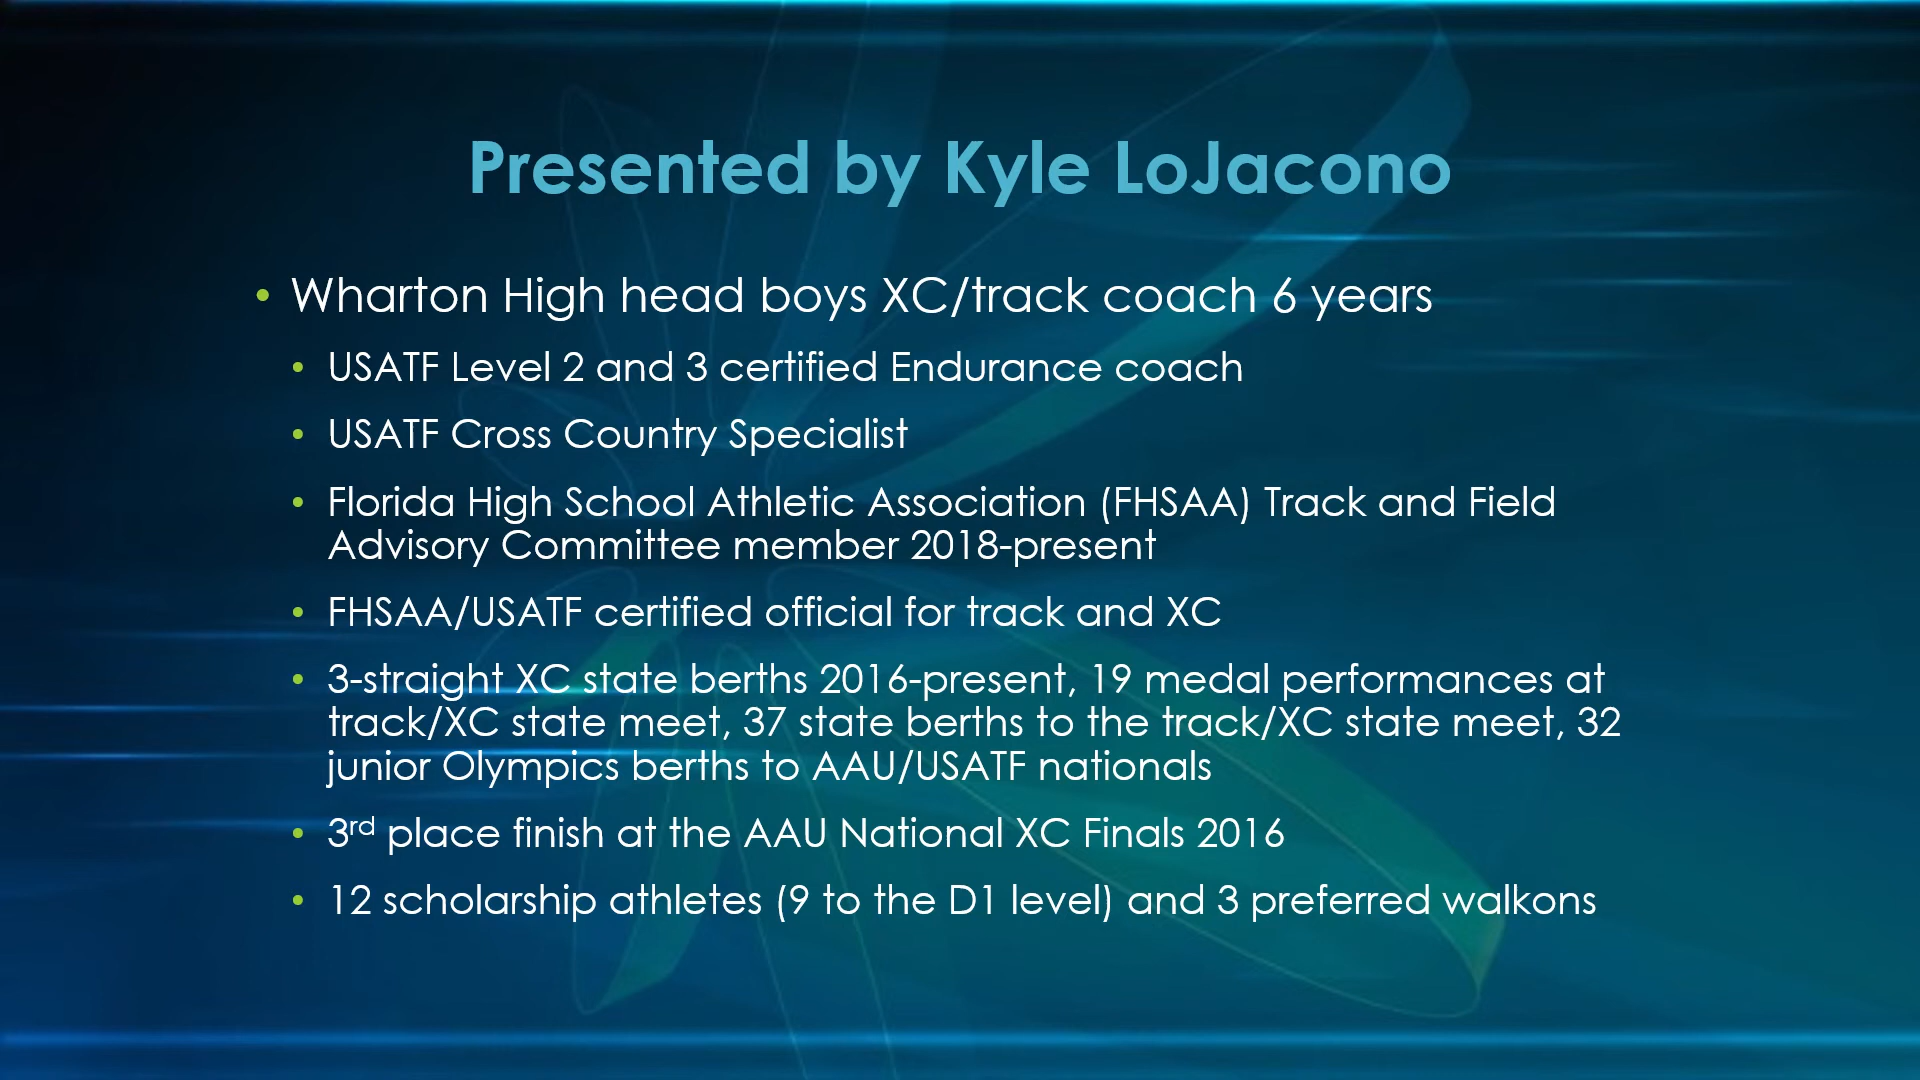 Presented by Kyle LoJacono
• Wharton High head boys XC/track coach 6 years
• USATF Level 2 and 3 certified Endurance coach
• USATF Cross Country Specialist
• Florida High School Athletic Association (FHSAA) Track and Field
Advisory Committee member 2018-present
• FHSAA/USATF certified official for track and XC
• 3-straight XC state berths 2016-present, 19 medal performances at
track/XC state meet, 37 state berths to the track/XC state meet, 32
junior Olympics berths to AAU/USATF nationals
• 3rd place finish at the AAU National XC Finals 2016
• 12 scholarship athletes (9 to the D1 level) and 3 preferred walkons